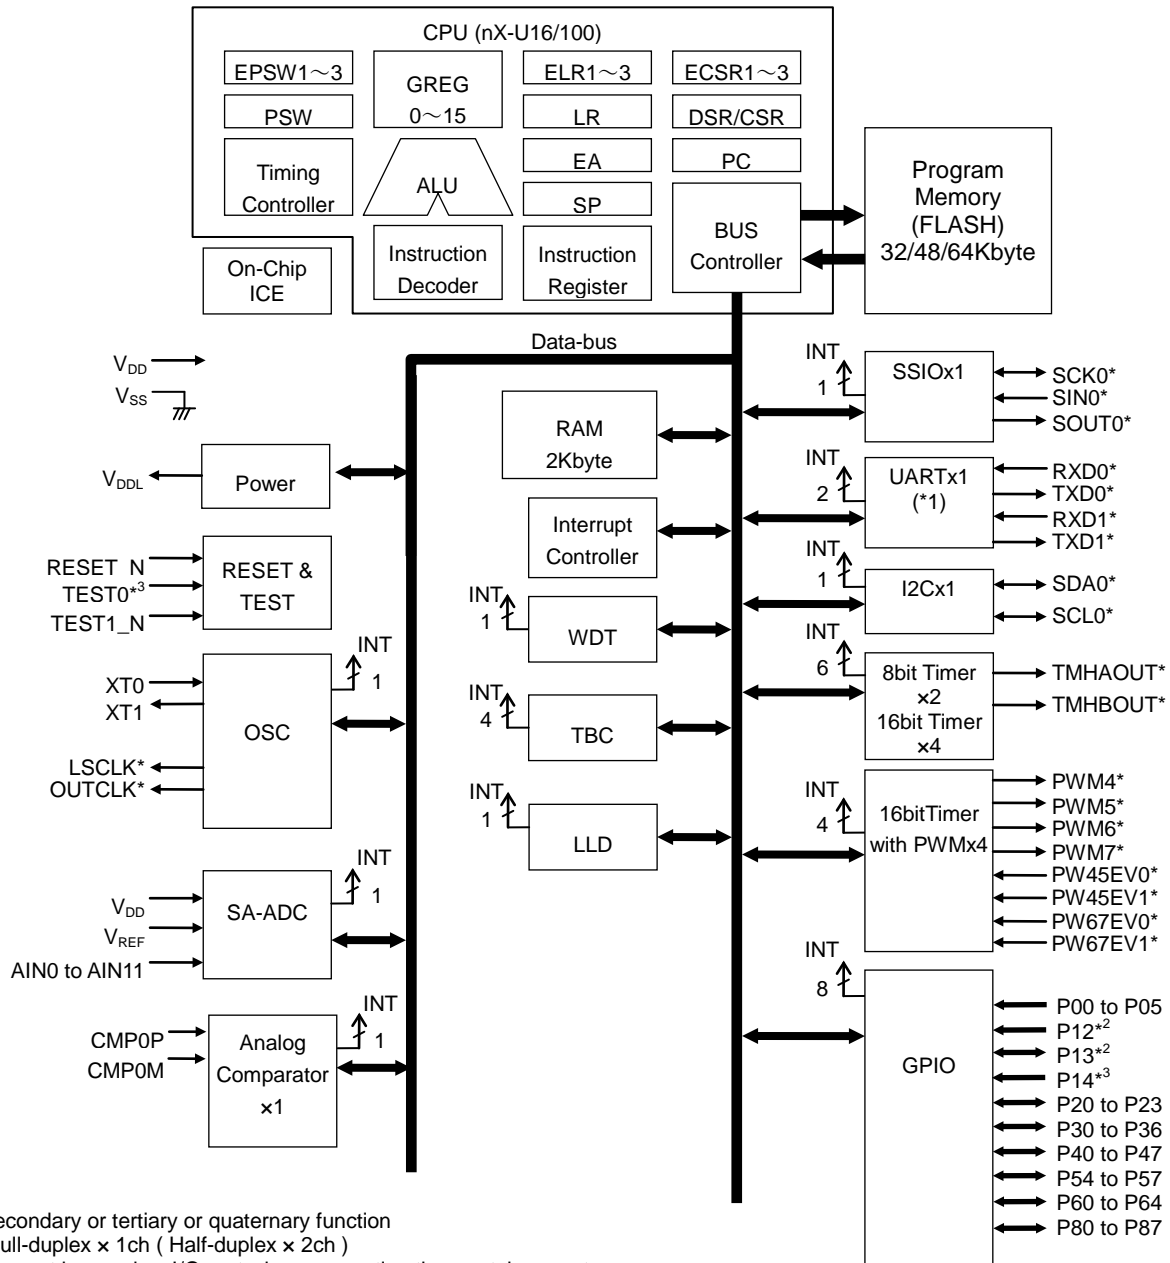 CPU (nX-U16/100)
EPSW1～3
GREG
0～15
ELR1～3
ECSR1～3
PSW
LR
DSR/CSR
Timing
Controller
ALU
EA
PC
SP
BUS
Controller
Instruction
Decoder
Instruction
Register
On-Chip
ICE
Program
Memory
(FLASH)
32/48/64Kbyte
Data-bus
VDD
VSS
VDDL
Power
RESET_N
TEST0*3
TEST1_N
RESET &
TEST
INT
1
XT0
XT1
LSCLK*
OUTCLK*
OSC
INT
1
VDD
VREF
AIN0 to AIN11
SA-ADC
INT
1
CMP0P
CMP0M
Analog
Comparator
×1
RAM
2Kbyte
Interrupt
Controller
INT
1
WDT
INT
4
TBC
INT
1
LLD
INT
1
SSIOx1
SCK0*
SIN0*
SOUT0*
INT
2
UARTx1
(*1)
RXD0*
TXD0*
RXD1*
TXD1*
INT
1
I2Cx1
SDA0*
SCL0*
INT
6
8bit Timer
×2
16bit Timer
×4
TMHAOUT*
TMHBOUT*
INT
4
16bitTimer
with PWMx4
PWM4*
PWM5*
PWM6*
PWM7*
PW45EV0*
PW45EV1*
PW67EV0*
PW67EV1*
INT
8
GPIO
P00 to P05
P12*2
P13*2
P14*3
P20 to P23
P30 to P36
P40 to P47
P54 to P57
P60 to P64
P80 to P87
econdary or tertiary or quaternary function
ull-duplex × 1ch ( Half-duplex × 2ch )